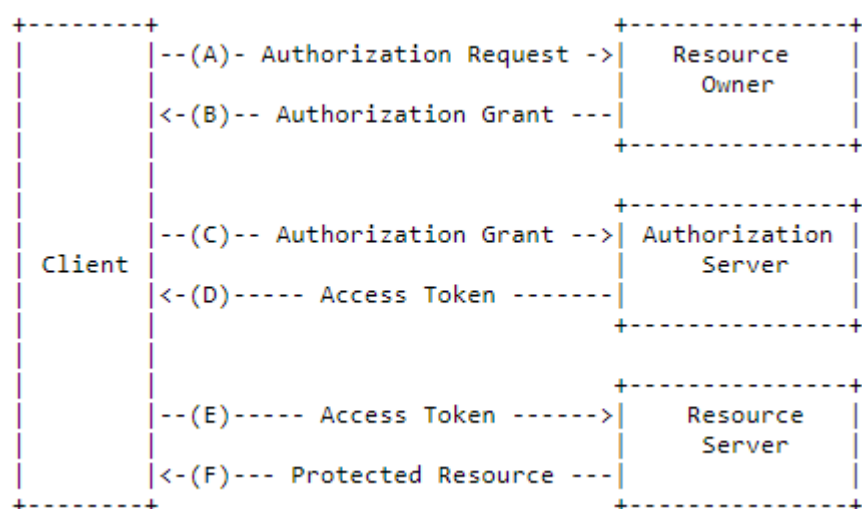 +--------+                               +---------------+
|        |--(A)- Authorization Request ->|   Resource    |
|        |                               |     Owner     |
|        |<-(B)-- Authorization Grant ---|               |
|        |                               +---------------+
|        |
|        |                               +---------------+
|        |--(C)-- Authorization Grant -->| Authorization |
| Client |                               |     Server    |
|        |<-(D)----- Access Token -------|               |
|        |                               +---------------+
|        |
|        |                               +---------------+
|        |--(E)----- Access Token ------>|    Resource   |
|        |                               |     Server    |
|        |<-(F)--- Protected Resource ---|               |
+--------+                               +---------------+